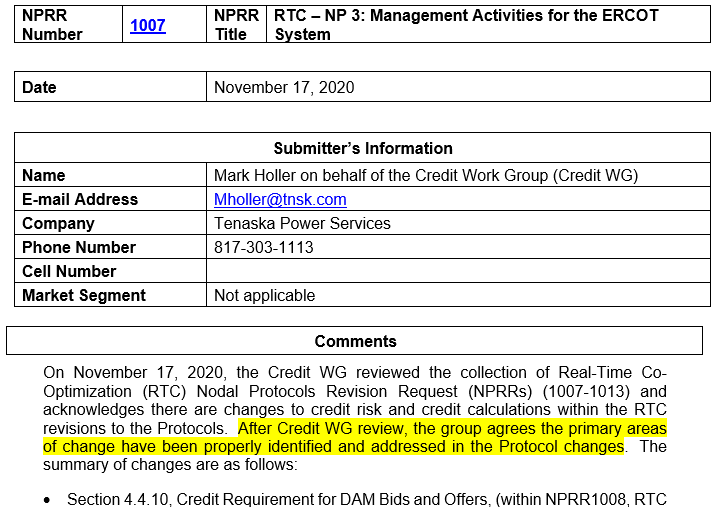 NPRR Number 1007 NPRR Title RTC – NP 3: Management Activities for the ERCOT System
Date November 17, 2020
Submitter's Information
Name Mark Holler on behalf of the Credit Work Group (Credit WG)
E-mail Address Mholler@tnsk.com
Company Tenaska Power Services
Phone Number 817-303-1113
Cell Number
Market Segment Not applicable
Comments
On November 17, 2020, the Credit WG reviewed the collection of Real-Time Co-
Optimization (RTC) Nodal Protocols Revision Request (NPRRs) (1007-1013) and
acknowledges there are changes to credit risk and credit calculations within the RTC
revisions to the Protocols. After Credit WG review, the group agrees the primary areas
of change have been properly identified and addressed in the Protocol changes. The
summary of changes are as follows:
• Section 4.4.10, Credit Requirement for DAM Bids and Offers, (within NPRR1008, RTC